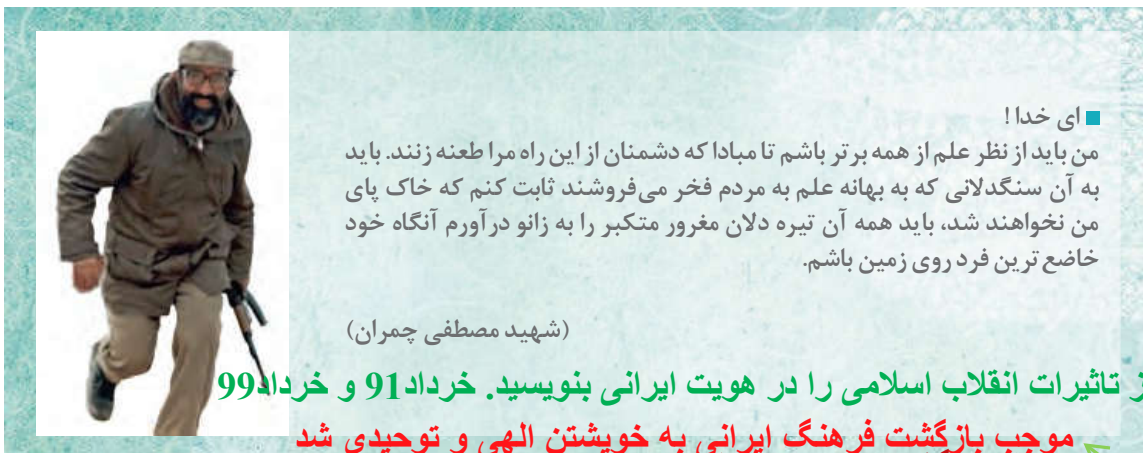 ای خدا!
من باید از نظر علم از همه برتر باشم تا مبادا که دشمنان از این راه مرا طعنه زنند. باید
به آن سنگدلانی که به بهانه علم به مردم فخر می‌فروشند ثابت کنم که خاک پای
من نخواهند شد، باید همه آن تیره دلان مغرور متکبر را به زانو درآورم آنگاه خود
خاضع ترین فرد روی زمین باشم.
(شهید مصطفی چمران)
تاثیرات انقلاب اسلامی را در هویت ایرانی بنویسید. خرداد91 و خرداد99
موجب بازگشت فرهنگ ایرانی به خویشتن الهی و توحیدی شد